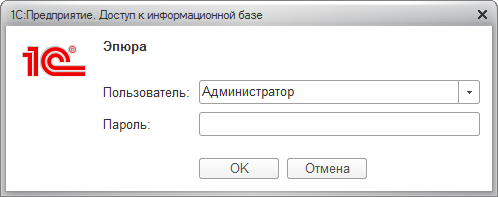 1С:Предприятие. Доступ к информационной базе
1С®
Эпюра
Пользователь: Администратор
Пароль:
OK Отмена